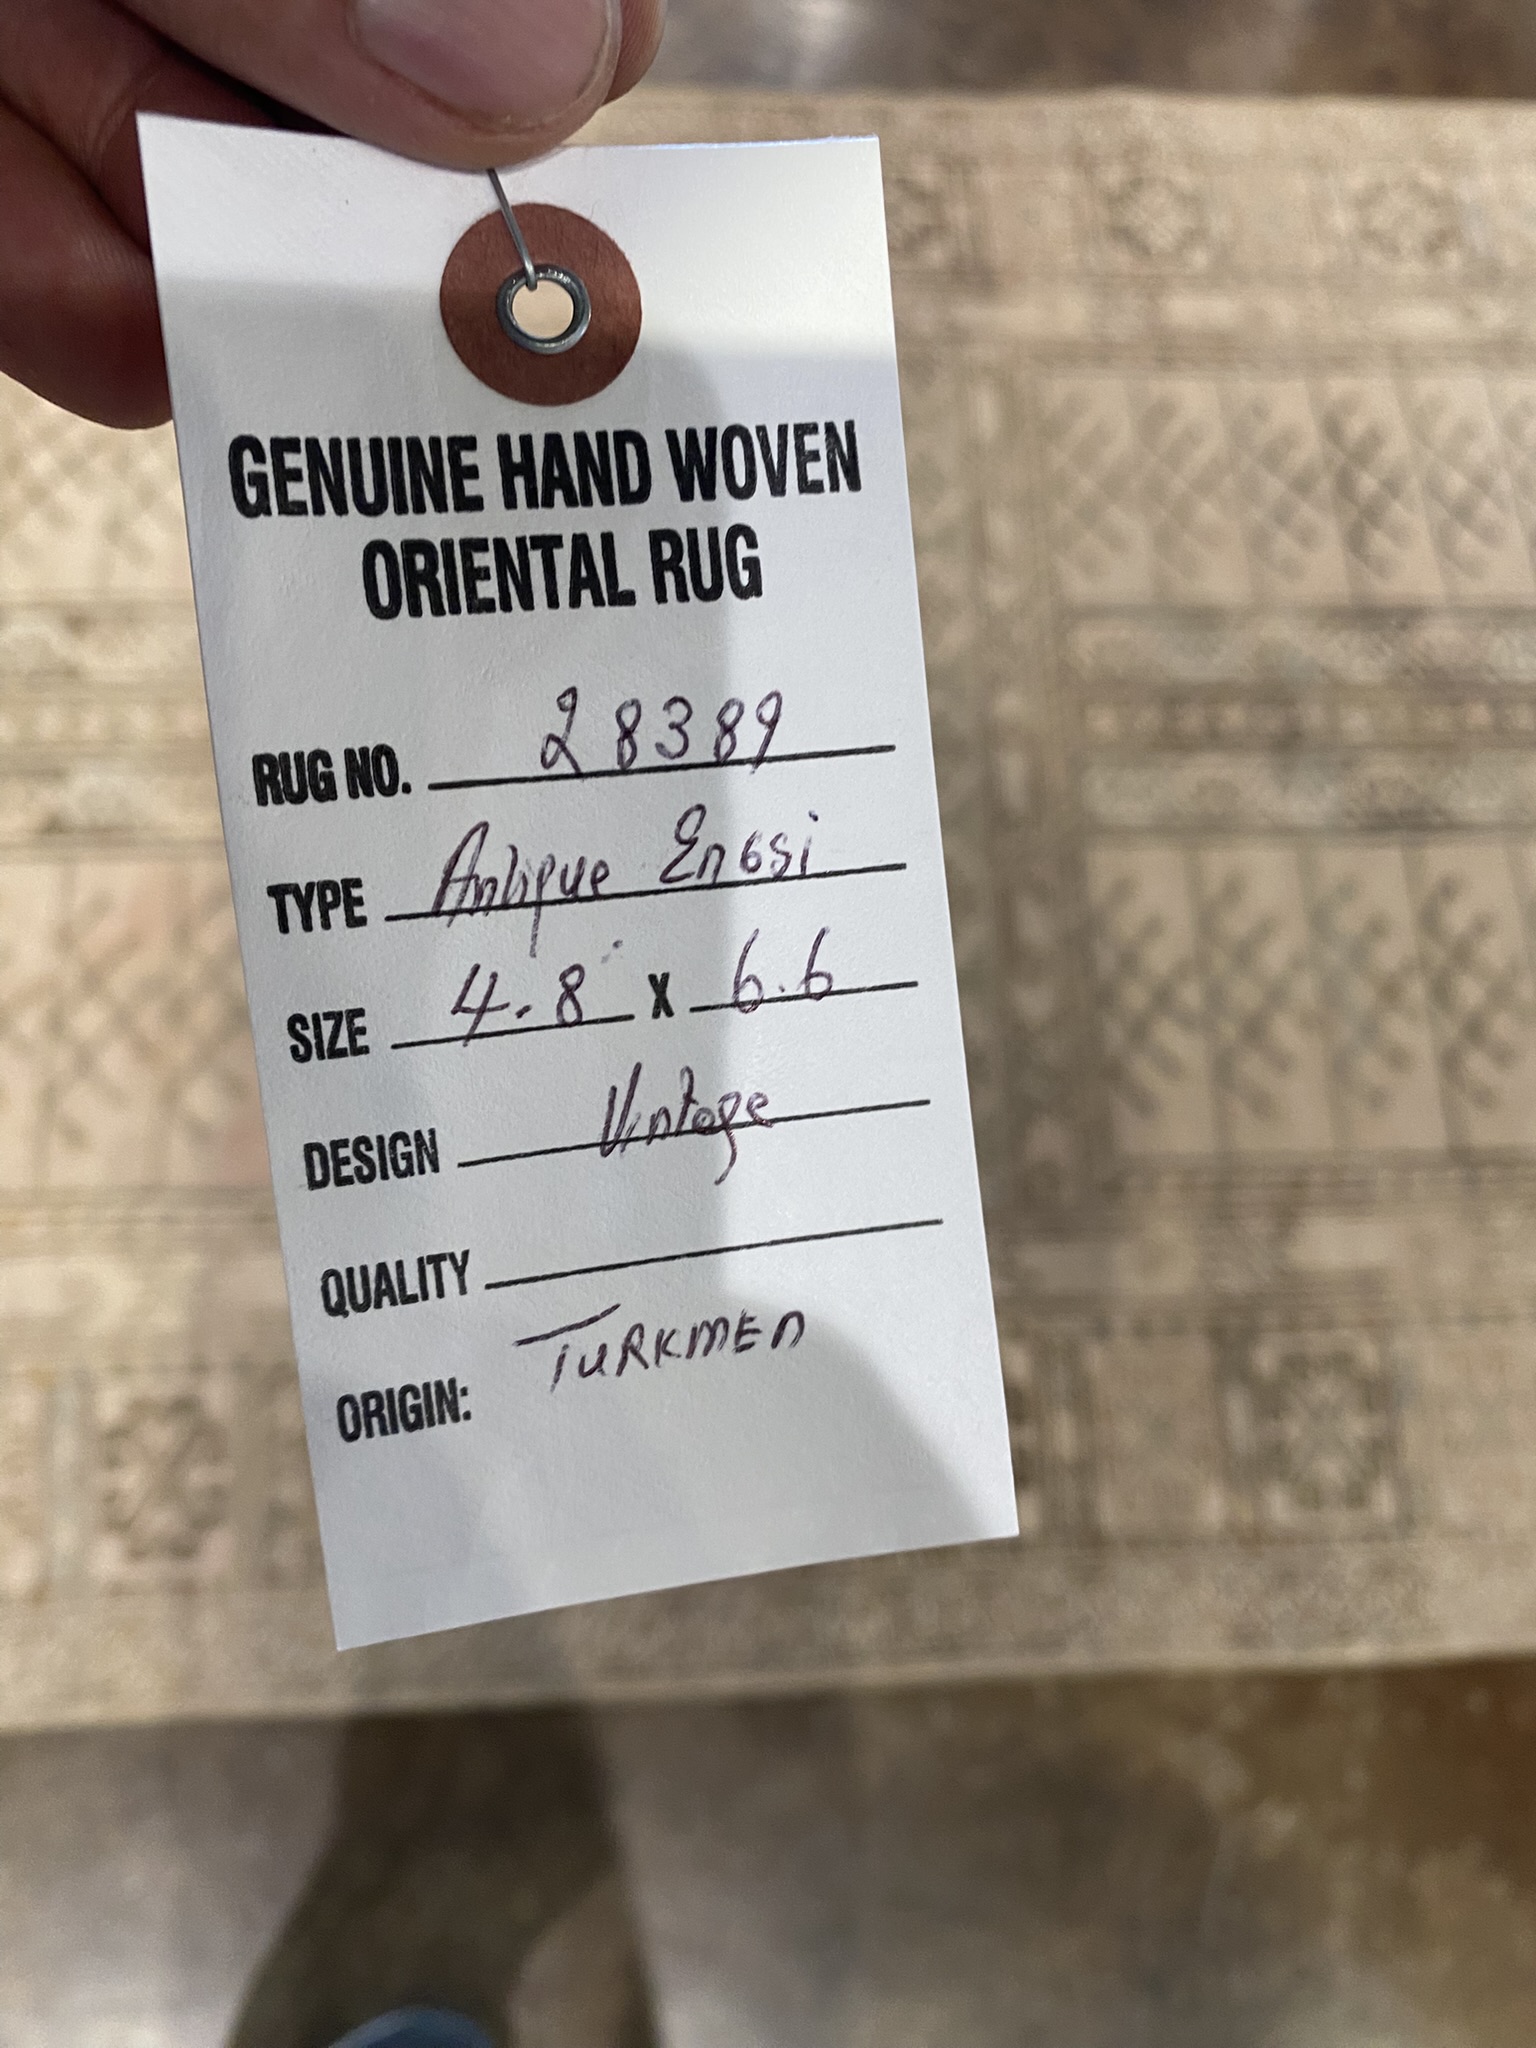 GENUINE HAND WOVEN
ORIENTAL RUG
RUG NO. 28389
TYPE Antique Enssi
SIZE 4.8 X 6.6
DESIGN Vintage
QUALITY
ORIGIN: TURKMEN